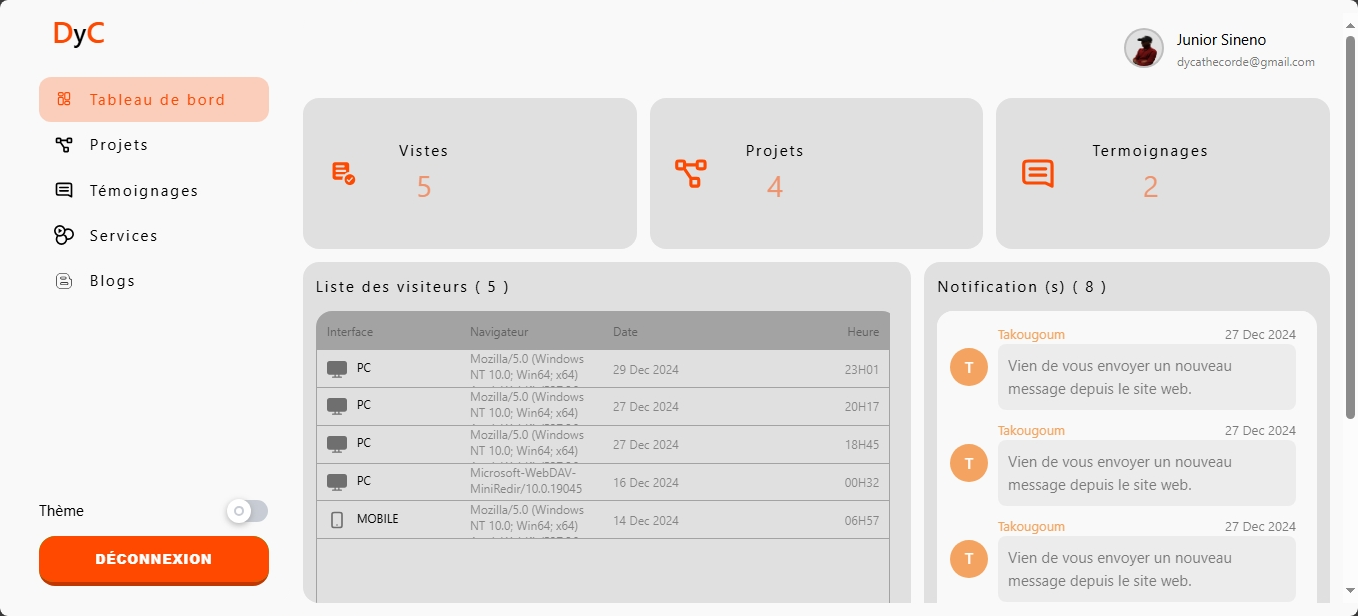 DyC
Junior Sineno
dycathecorde@gmail.com
Tableau de bord
Projets
Témoignages
Services
Blogs
Thème
DÉCONNEXION
Vistes
5
Projets
4
Termoignages
2
Liste des visiteurs ( 5 )
Interface Navigateur Date Heure
PC Mozilla/5.0 (Windows
NT 10.0; Win64; x64)
29 Dec 2024 23H01
PC Mozilla/5.0 (Windows
NT 10.0; Win64; x64)
27 Dec 2024 20H17
PC Mozilla/5.0 (Windows
NT 10.0; Win64; x64)
27 Dec 2024 18H45
PC Microsoft-WebDAV-
MiniRedir/10.0.19045
16 Dec 2024 00H32
MOBILE Mozilla/5.0 (Windows
NT 10.0; Win64; x64)
14 Dec 2024 06H57
Notification (s) ( 8 )
Takougoum 27 Dec 2024
T
Vien de vous envoyer un nouveau
message depuis le site web.
Takougoum 27 Dec 2024
T
Vien de vous envoyer un nouveau
message depuis le site web.
Takougoum 27 Dec 2024
T
Vien de vous envoyer un nouveau
message depuis le site web.